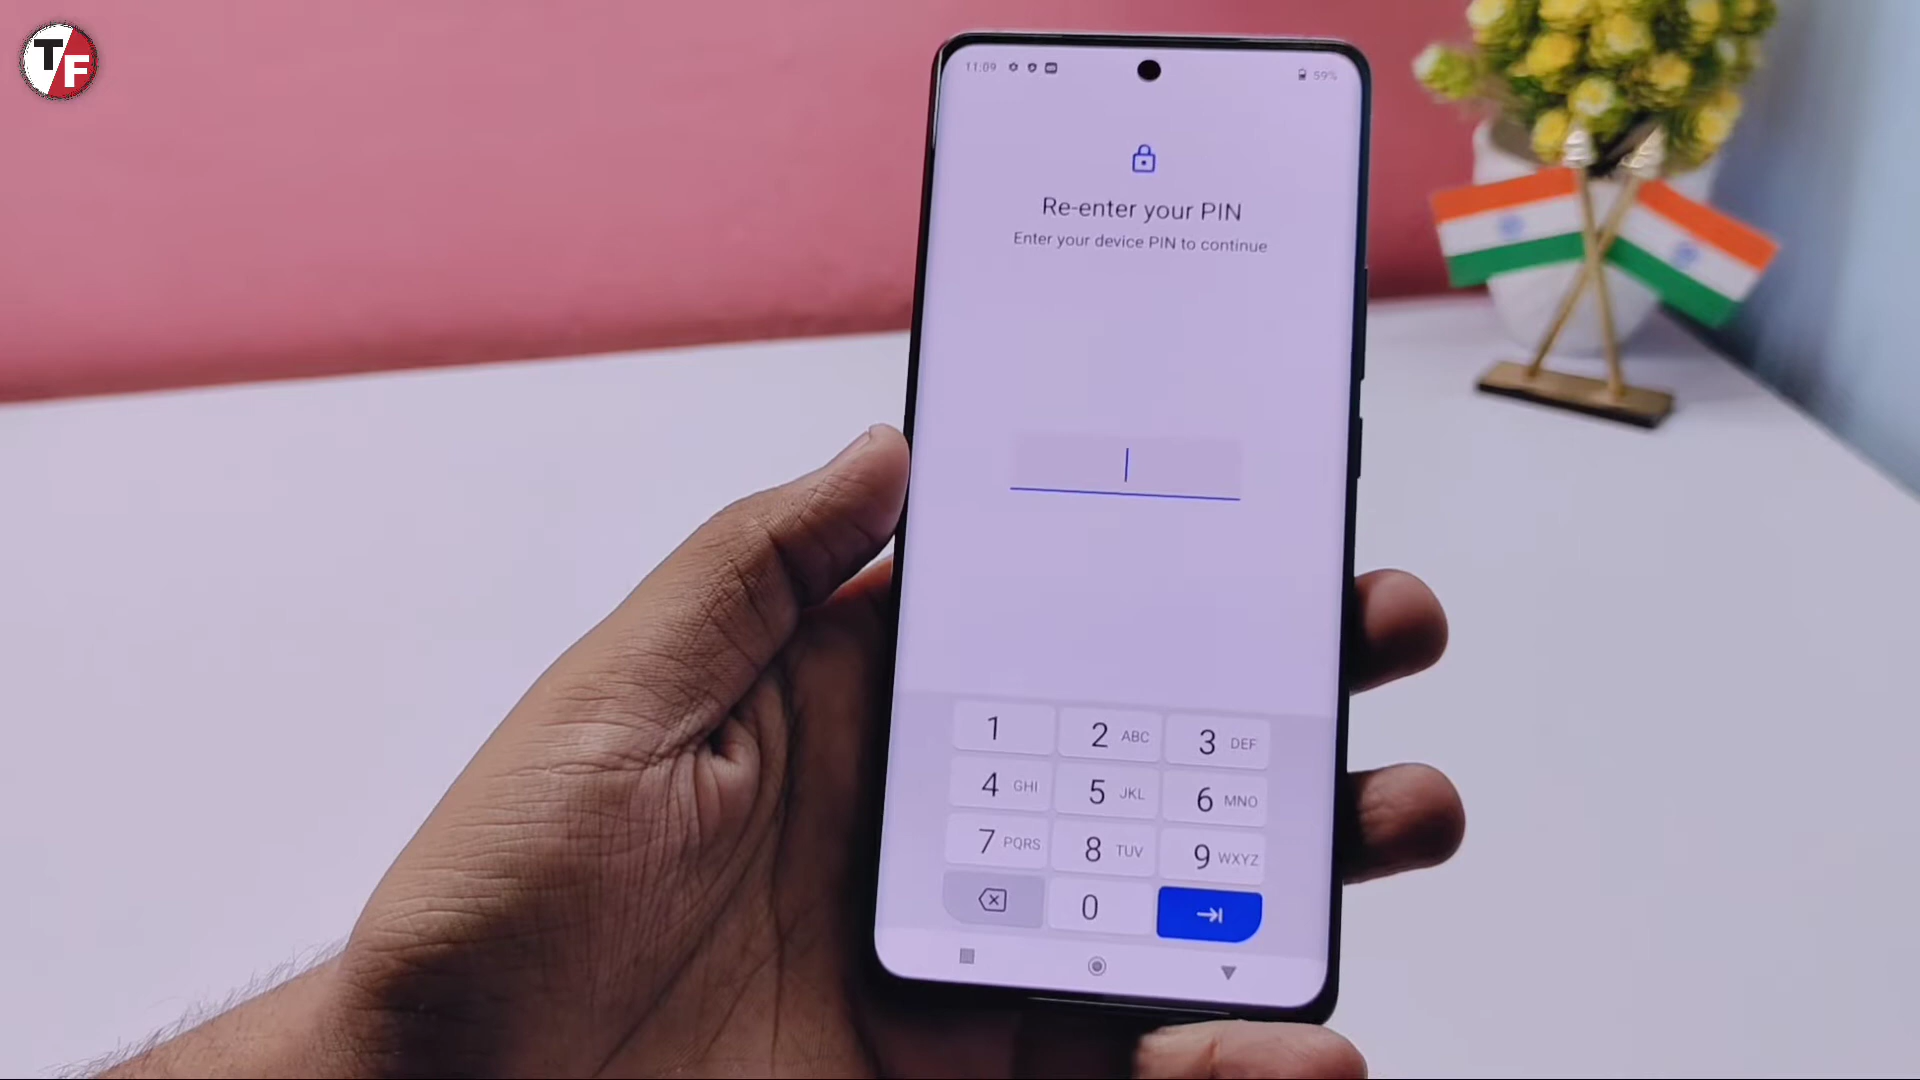 TF
11:09 59%
Re-enter your PIN
Enter your device PIN to continue
1 2 ABC 3 DEF
4 GHI 5 JKL 6 MNO
7 PQRS 8 TUV 9 WXYZ
0